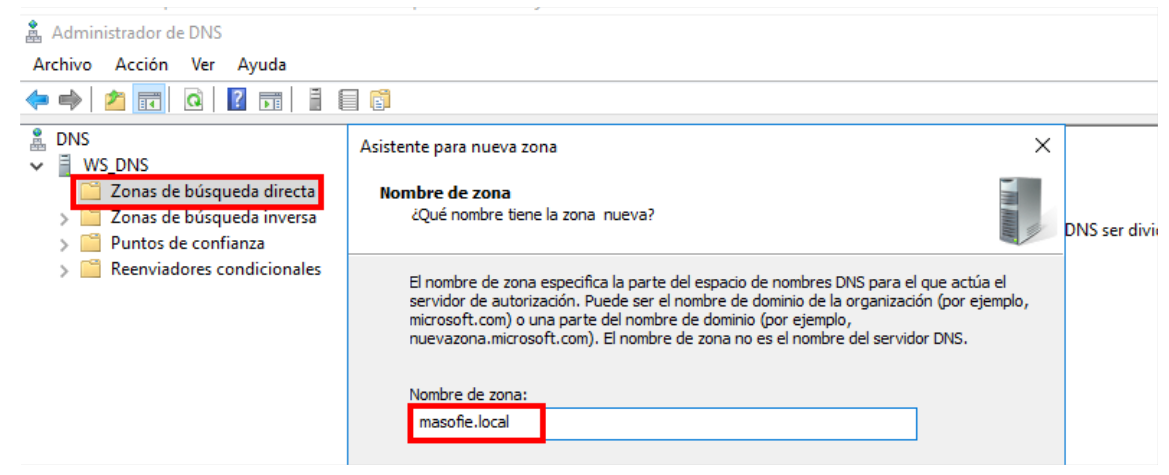 Administrador de DNS
Archivo Acción Ver Ayuda
DNS
WS_DNS
Zonas de búsqueda directa
Zonas de búsqueda inversa
Puntos de confianza
Reenviadores condicionales
Asistente para nueva zona
Nombre de zona
¿Qué nombre tiene la zona nueva?
DNS ser divi
El nombre de zona especifica la parte del espacio de nombres DNS para el que actúa el
servidor de autorización. Puede ser el nombre de dominio de la organización (por ejemplo,
microsoft.com) o una parte del nombre de dominio (por ejemplo,
nuevazona.microsoft.com). El nombre de zona no es el nombre del servidor DNS.
Nombre de zona:
masofie.local